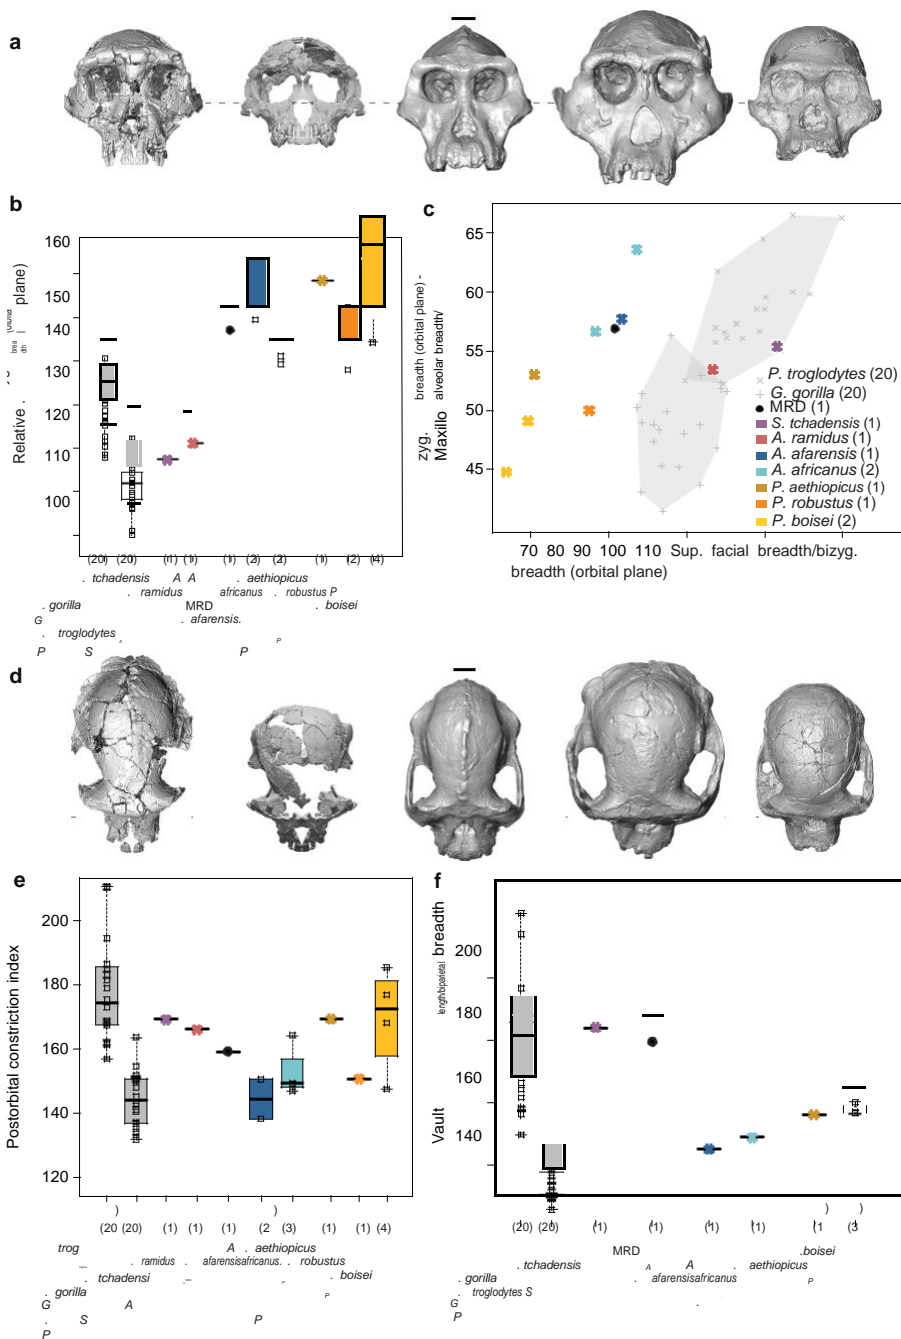 a
b
160
150
140
130
120
110
100
Relative .
plane)
(20) (20) (1) (1) (1) (2) (2) (1) (2) (4)
. tchadensis A A . aethiopicus
. ramidus africanus . robustus P
. gorilla MRD . boisei
G . afarensis.
. troglodytes
P S P
c
65
60
55
50
45
zyg. breadth (orbital plane) -
Maxillo alveolar breadth/
P. troglodytes (20)
G. gorilla (20)
MRD (1)
S. tchadensis (1)
A. ramidus (1)
A. afarensis (1)
A. africanus (2)
P. aethiopicus (1)
P. robustus (1)
P. boisei (2)
70 80 90 100 110 Sup. facial breadth/bizyg.
breadth (orbital plane)
d
e
200
180
160
140
120
Postorbital constriction index
)
)
(20 (20) (1) (1) (1) (2 (3) (1) (1) (4)
trog A . aethiopicus
. ramidus afarensisafricanus. . robustus
. tchadensi . boisei
. gorilla P
G A
. . S P
P
f
200
180
160
140
Vault length/biparietal breadth
) )
(20) (20) (1) (1) (1) (1) (1 (3
MRD .boisei
. tchadensis A A . aethiopicus
. gorilla . afarensisafricanus P
. troglodytes S
G
P